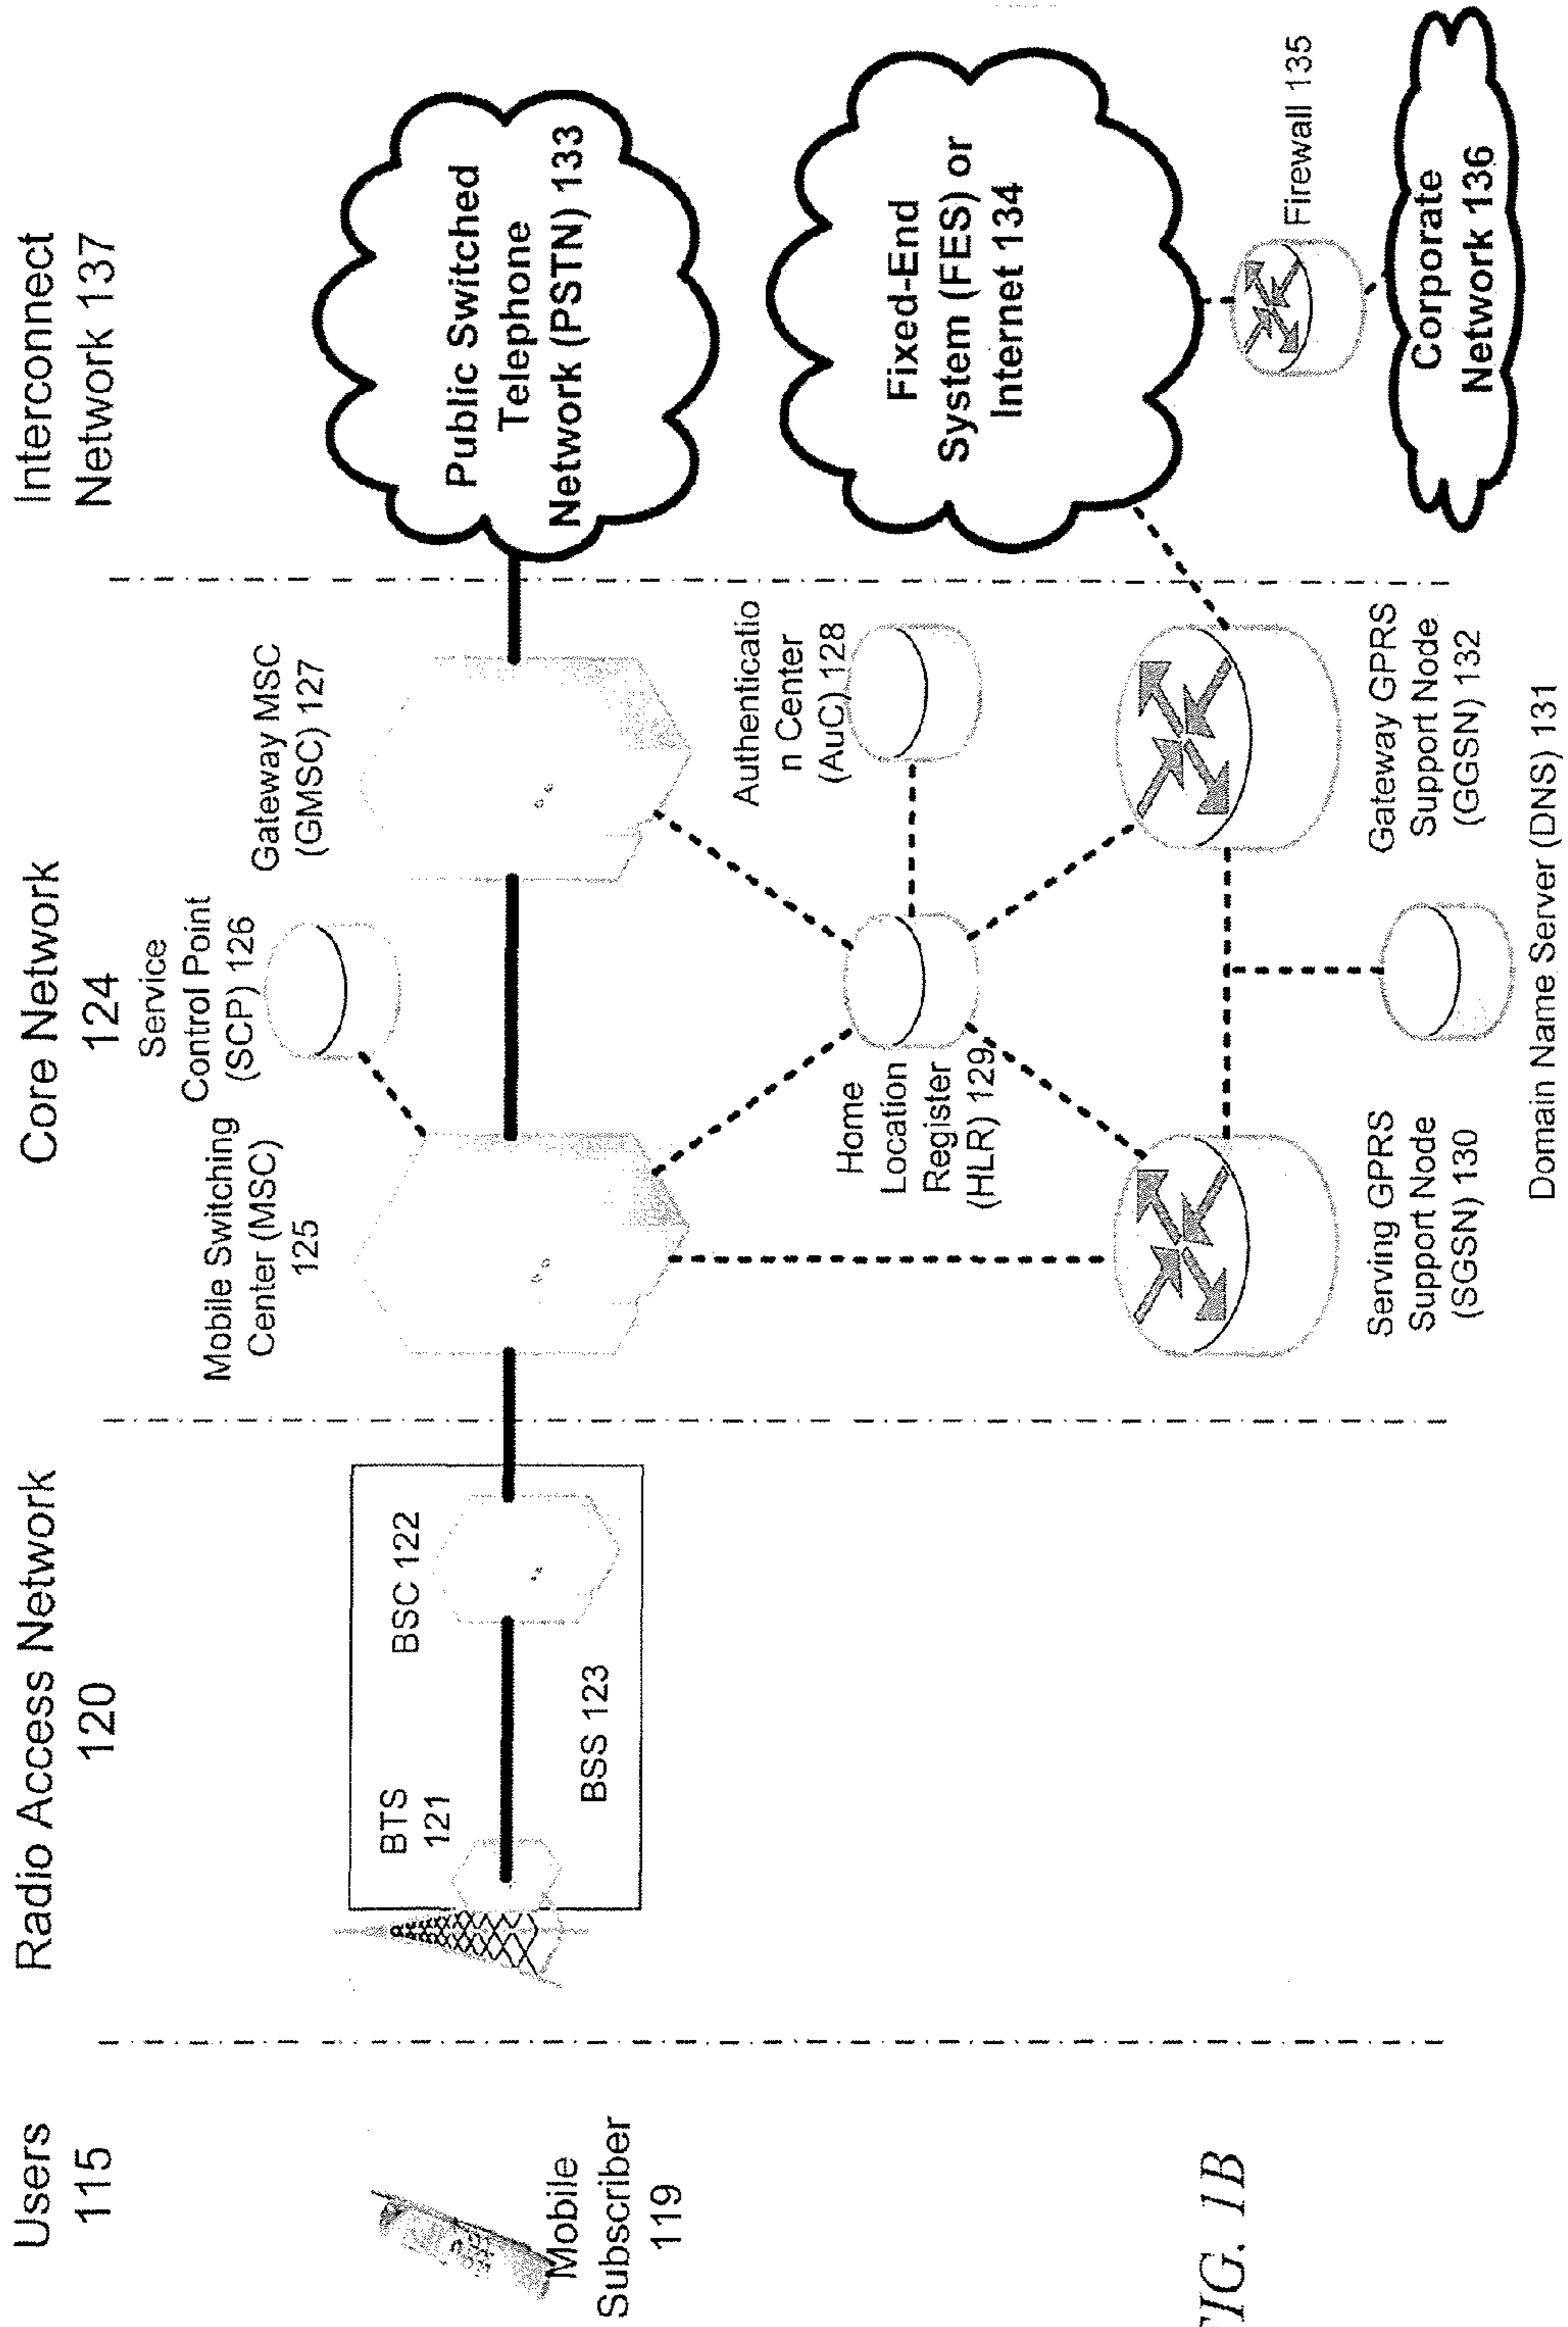 Users
115
Radio Access Network
120
Core Network
124
Interconnect
Network 137
Mobile
Subscriber
119
BTS
121
BSC 122
BSS 123
Mobile Switching
Center (MSC)
125
Service
Control Point
(SCP) 126
Gateway MSC
(GMSC) 127
Public Switched
Telephone
Network (PSTN) 133
Home
Location
Register
(HLR) 129
Authenticatio
n Center
(AuC) 128
Fixed-End
System (FES) or
Internet 134
Serving GPRS
Support Node
(SGSN) 130
Gateway GPRS
Support Node
(GGSN) 132
Firewall 135
Corporate
Network 136
Domain Name Server (DNS) 131
FIG. 1B